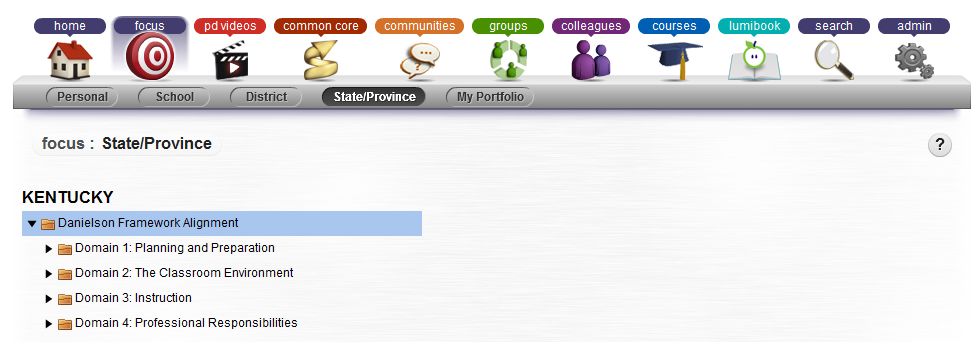 home focus pd videos common core communities groups colleagues courses lumibook search admin
Personal School District State/Province My Portfolio
focus : State/Province ?
KENTUCKY
Danielson Framework Alignment
Domain 1: Planning and Preparation
Domain 2: The Classroom Environment
Domain 3: Instruction
Domain 4: Professional Responsibilities